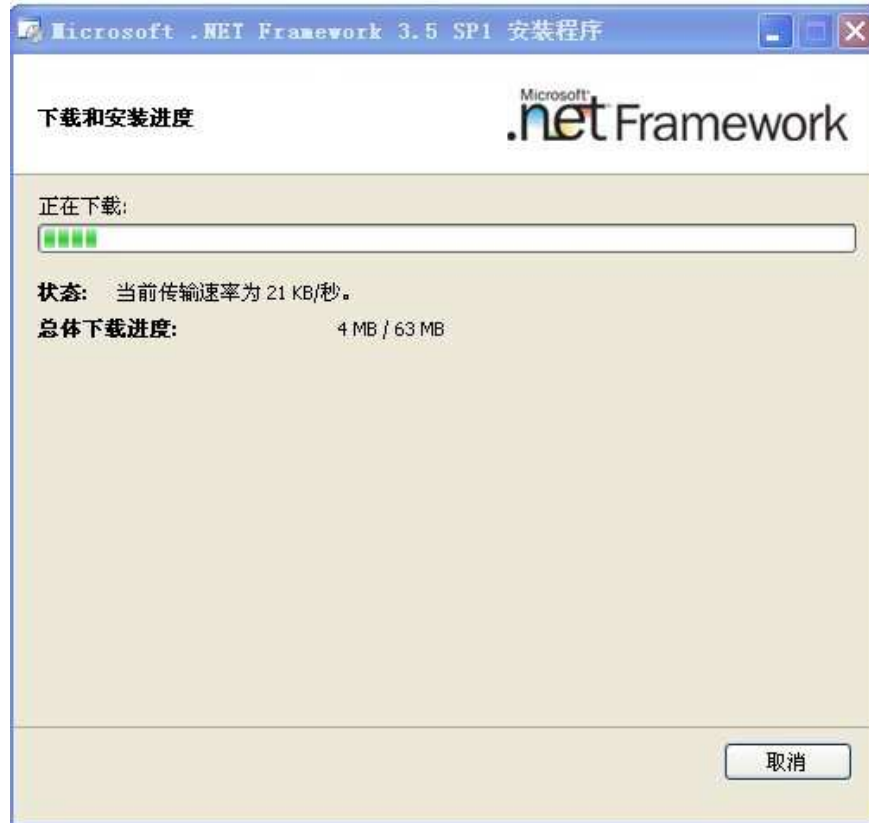 Microsoft .NET Framework 3.5 SP1 安装程序
下载和安装进度
Microsoft
.net Framework
正在下载:
状态: 当前传输速率为 21 KB/秒。
总体下载进度: 4 MB / 63 MB
取消